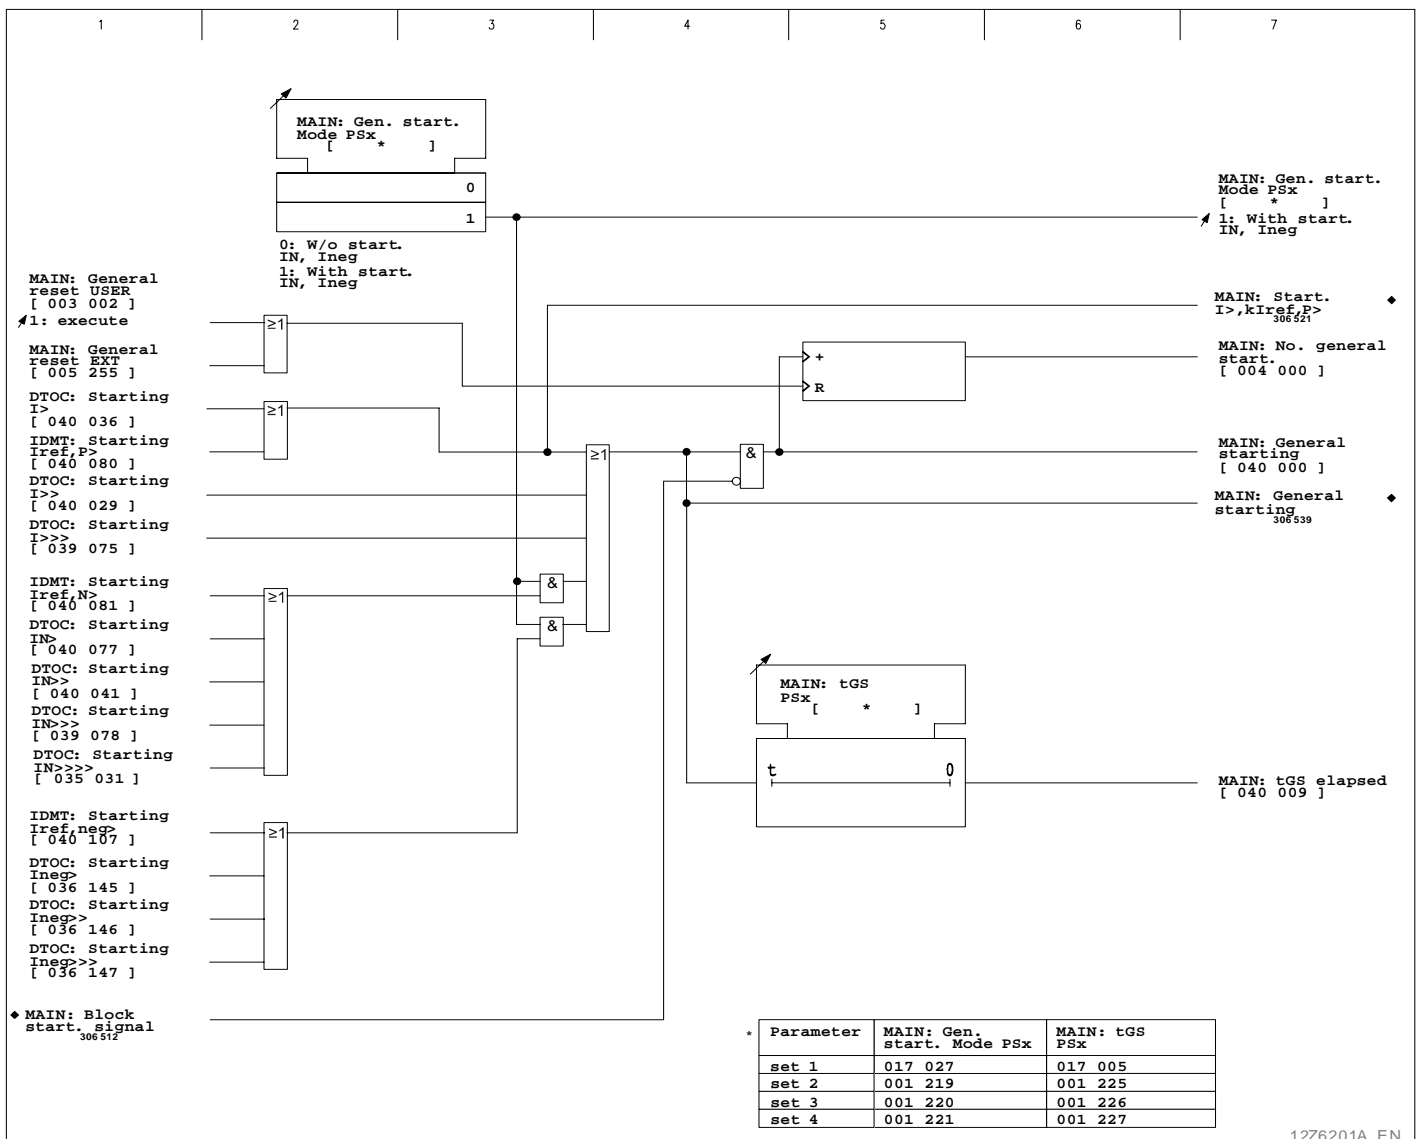 1 2 3 4 5 6 7
MAIN: Gen. start.
Mode PSx
[ * ]
0
1
0: W/o start.
IN, Ineg
1: With start.
IN, Ineg
MAIN: Gen. start.
Mode PSx
[ * ]
1: With start.
IN, Ineg
MAIN: General
reset USER
[ 003 002 ]
1: execute
MAIN: General
reset EXT
[ 005 255 ]
DTOC: Starting
I>
[ 040 036 ]
IDMT: Starting
Iref,P>
[ 040 080 ]
DTOC: Starting
I>>
[ 040 029 ]
DTOC: Starting
I>>>
[ 039 075 ]
IDMT: Starting
Iref,N>
[ 040 081 ]
DTOC: Starting
IN>
[ 040 077 ]
DTOC: Starting
IN>>
[ 040 041 ]
DTOC: Starting
IN>>>
[ 039 078 ]
DTOC: Starting
IN>>>>
[ 035 031 ]
IDMT: Starting
Iref,neg>
[ 040 107 ]
DTOC: Starting
Ineg>
[ 036 145 ]
DTOC: Starting
Ineg>>
[ 036 146 ]
DTOC: Starting
Ineg>>>
[ 036 147 ]
MAIN: Block
start. signal
306 512
≥1
≥1
≥1
≥1
≥1
&
&
&
+
R
MAIN: Start.
I>,kIref,P>
306 521
MAIN: No. general
start.
[ 004 000 ]
MAIN: General
starting
[ 040 000 ]
MAIN: General
starting
306 539
MAIN: tGS
PSx
[ * ]
t 0
MAIN: tGS elapsed
[ 040 009 ]
* Parameter MAIN: Gen. start. Mode PSx MAIN: tGS PSx
set 1 017 027 017 005
set 2 001 219 001 225
set 3 001 220 001 226
set 4 001 221 001 227
12Z6201A_EN